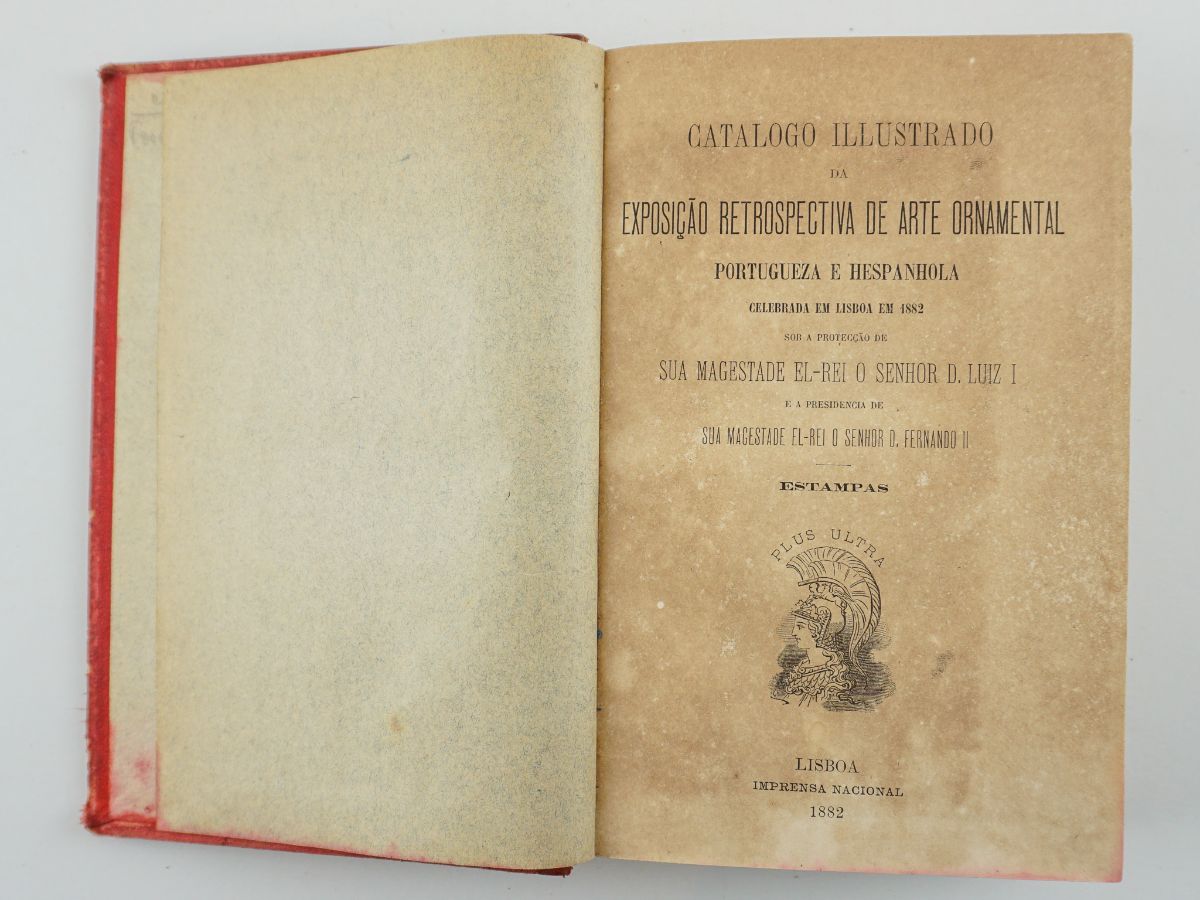 CATALOGO ILLUSTRADO
DA
EXPOSIÇÃO RETROSPECTIVA DE ARTE ORNAMENTAL
PORTUGUEZA E HESPANHOLA
CELEBRADA EM LISBOA EM 1882
SOB A PROTECÇÃO DE
SUA MAGESTADE EL-REI O SENHOR D. LUIZ I
E A PRESIDENCIA DE
SUA MAGESTADE EL-REI O SENHOR D. FERNANDO II
ESTAMPAS
PLUS ULTRA
LISBOA
IMPRENSA NACIONAL
1882